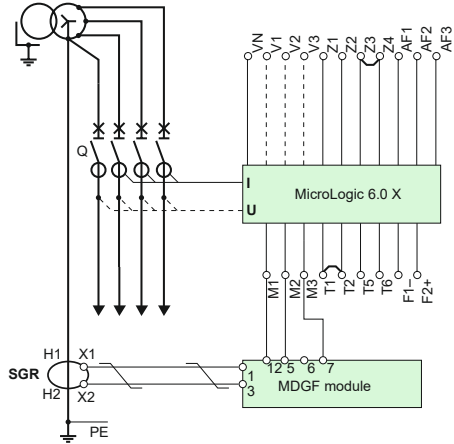 VN V1 V2 V3 Z1 Z2 Z3 Z4 AF1 AF2 AF3
Q
I
MicroLogic 6.0 X
U
M1 M2 M3 T1 T2 T5 T6 F1– F2+
H1 X1
SGR
H2 X2
12 5 6 7
1
MDGF module
3
PE